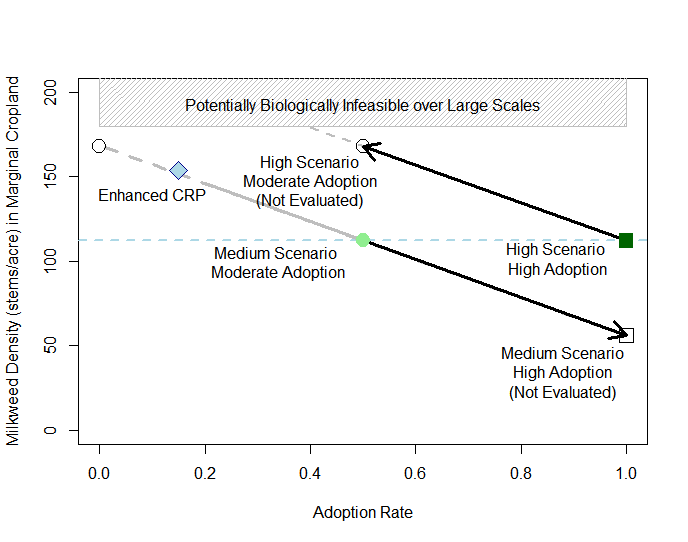 Milkweed Density (stems/acre) in Marginal Cropland
200
150
100
50
0
Potentially Biologically Infeasible over Large Scales
High Scenario
Moderate Adoption
(Not Evaluated)
Enhanced CRP
Medium Scenario
Moderate Adoption
High Scenario
High Adoption
Medium Scenario
High Adoption
(Not Evaluated)
0.0
0.2
0.4
0.6
0.8
1.0
Adoption Rate